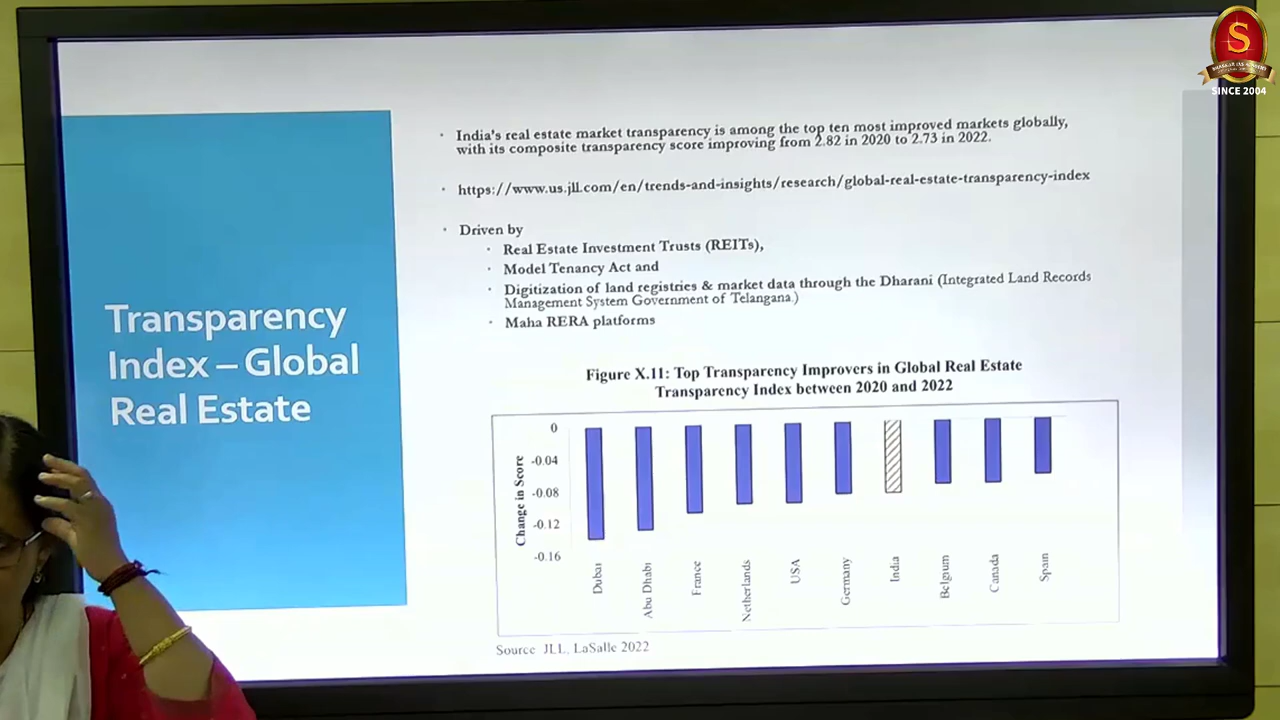 S
SINCE 2004
India's real estate market transparency is among the top ten most improved markets globally,
with its composite transparency score improving from 2.82 in 2020 to 2.73 in 2022.
https://www.us.jll.com/en/trends-and-insights/research/global-real-estate-transparency-index
Driven by
Real Estate Investment Trusts (REITs),
Model Tenancy Act and
Digitization of land registries & market data through the Dharani (Integrated Land Records
Management System Government of Telangana.)
Maha RERA platforms
Transparency
Index – Global
Real Estate
Figure X.11: Top Transparency Improvers in Global Real Estate
Transparency Index between 2020 and 2022
Change in Score
0
-0.04
-0.08
-0.12
-0.16
Dubai
Abu Dhabi
France
Netherlands
USA
Germany
India
Belgium
Canada
Spain
Source JLL, LaSalle 2022